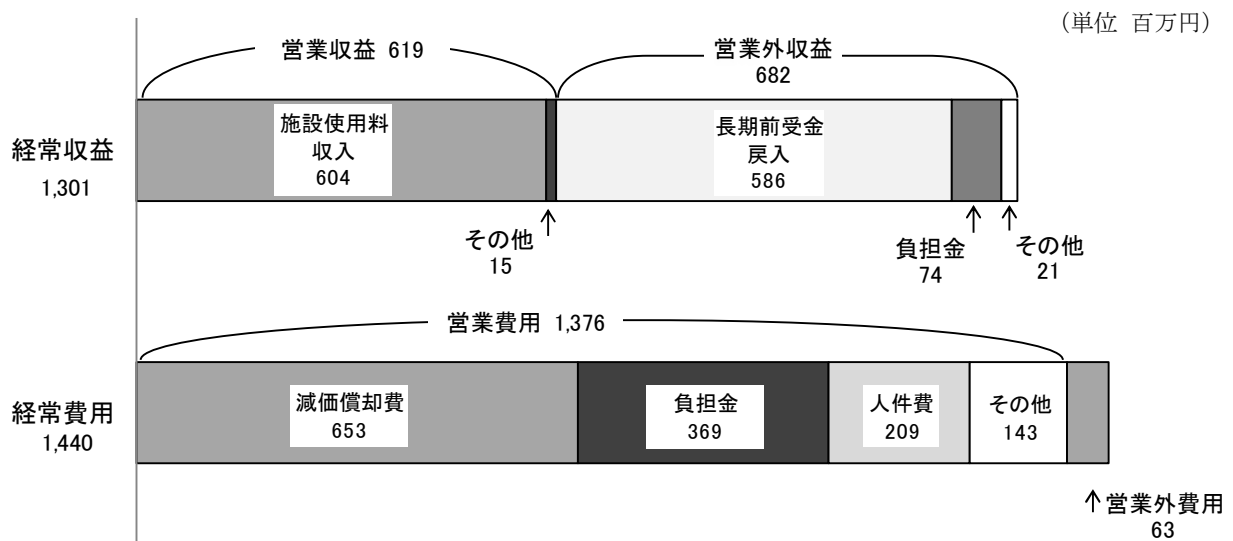 （単位 百万円）
営業収益 619
営業外収益
682
経常収益
1,301
施設使用料
収入
604
長期前受金
戻入
586
その他
15
負担金
74
その他
21
営業費用 1,376
経常費用
1,440
減価償却費
653
負担金
369
人件費
209
その他
143
営業外費用
63